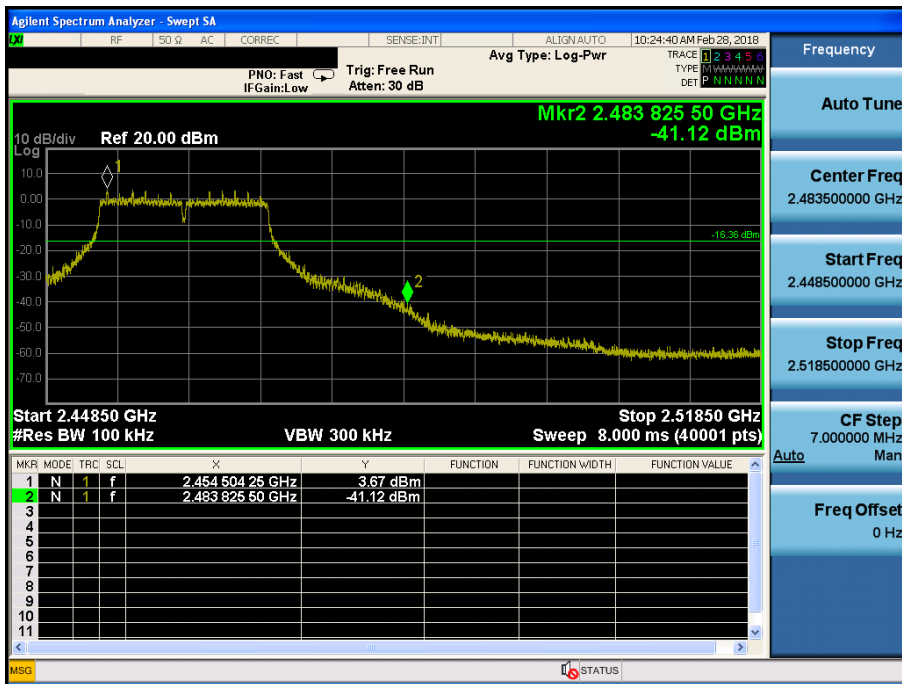 Agilent Spectrum Analyzer - Swept SA
LXI RF 50 Ω AC CORREC SENSE:INT ALIGNAUTO 10:24:40 AM Feb 28, 2018
PNO: Fast
IFGain:Low
Trig: Free Run
Atten: 30 dB
Avg Type: Log-Pwr
TRACE 1 2 3 4 5 6
TYPE M
DET P N N N N N
Mkr2 2.483 825 50 GHz
-41.12 dBm
10 dB/div Ref 20.00 dBm
Log
10.0
0.00
-10.0
-20.0
-30.0
-40.0
-50.0
-60.0
-70.0
1
2
-16.36 dBm
Start 2.44850 GHz Stop 2.51850 GHz
#Res BW 100 kHz VBW 300 kHz Sweep 8.000 ms (40001 pts)
MKR MODE TRC SCL X Y FUNCTION FUNCTION WIDTH FUNCTION VALUE
1 N 1 f 2.454 504 25 GHz 3.67 dBm
2 N 1 f 2.483 825 50 GHz -41.12 dBm
3
4
5
6
7
8
9
10
11
MSG STATUS
Frequency
Auto Tune
Center Freq
2.483500000 GHz
Start Freq
2.448500000 GHz
Stop Freq
2.518500000 GHz
CF Step
7.000000 MHz
Auto Man
Freq Offset
0 Hz